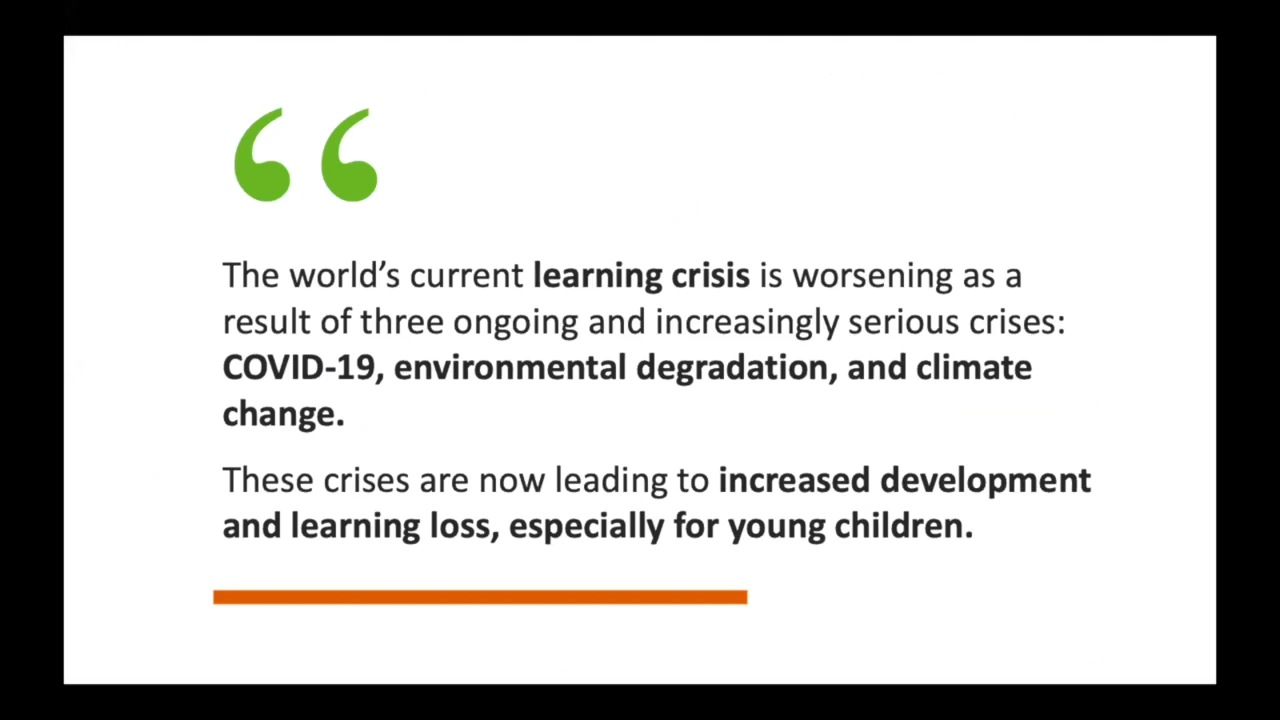 The world’s current learning crisis is worsening as a
result of three ongoing and increasingly serious crises:
COVID-19, environmental degradation, and climate
change.
These crises are now leading to increased development
and learning loss, especially for young children.